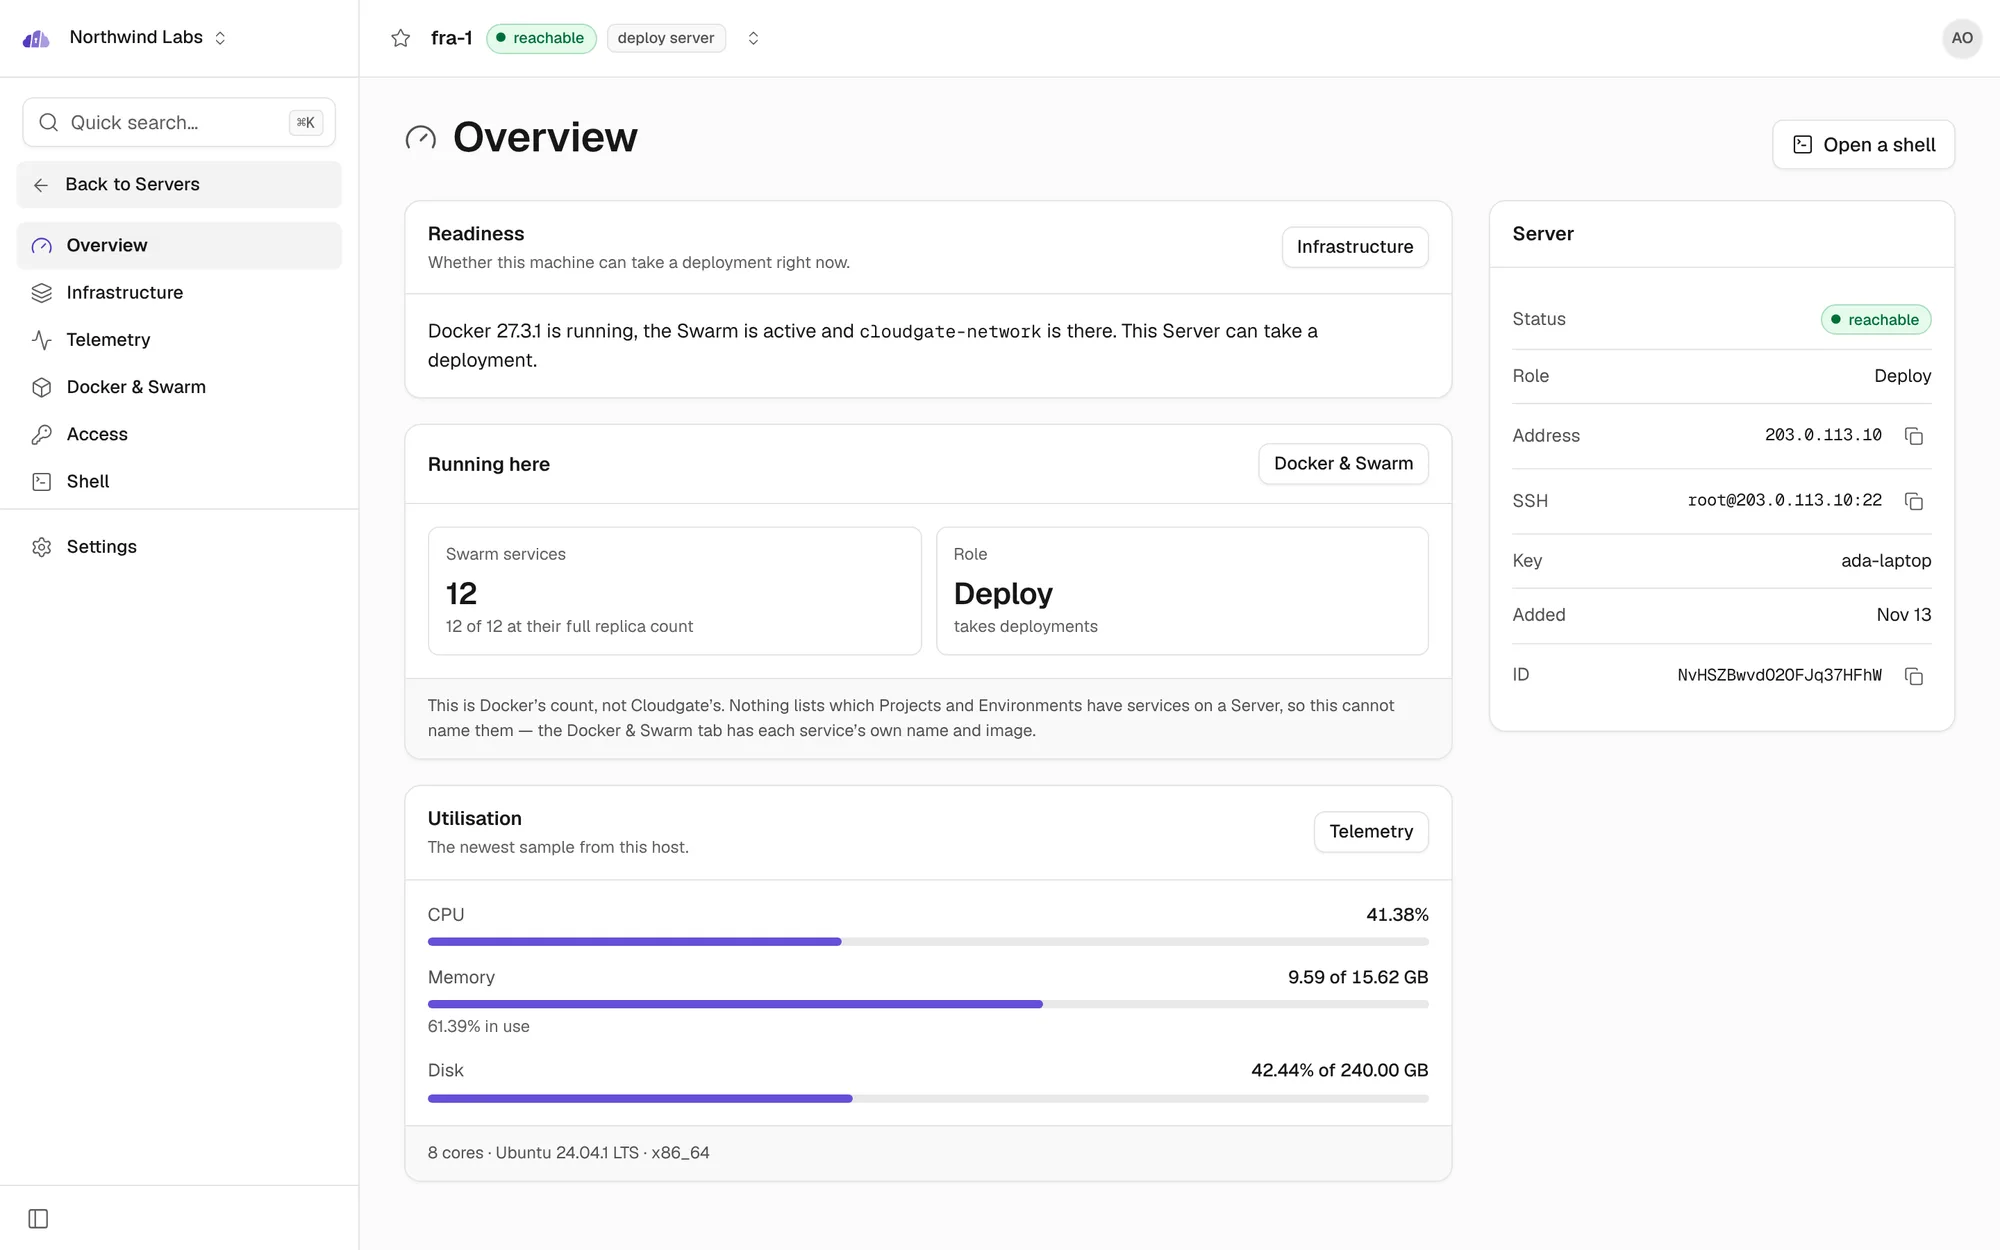 Northwind Labs
fra-1
reachable
deploy server
AO
Quick search...
⌘K
Back to Servers
Overview
Infrastructure
Telemetry
Docker & Swarm
Access
Shell
Settings
Overview
Open a shell
Readiness
Whether this machine can take a deployment right now.
Infrastructure
Docker 27.3.1 is running, the Swarm is active and cloudgate-network is there. This Server can take a
deployment.
Running here
Docker & Swarm
Swarm services
12
12 of 12 at their full replica count
Role
Deploy
takes deployments
This is Docker’s count, not Cloudgate’s. Nothing lists which Projects and Environments have services on a Server, so this cannot
name them — the Docker & Swarm tab has each service’s own name and image.
Utilisation
The newest sample from this host.
Telemetry
CPU
41.38%
Memory
9.59 of 15.62 GB
61.39% in use
Disk
42.44% of 240.00 GB
8 cores · Ubuntu 24.04.1 LTS · x86_64
Server
Status
reachable
Role
Deploy
Address
203.0.113.10
SSH
root@203.0.113.10:22
Key
ada-laptop
Added
Nov 13
ID
NvHSZBwvdO2OFJq37HFhW